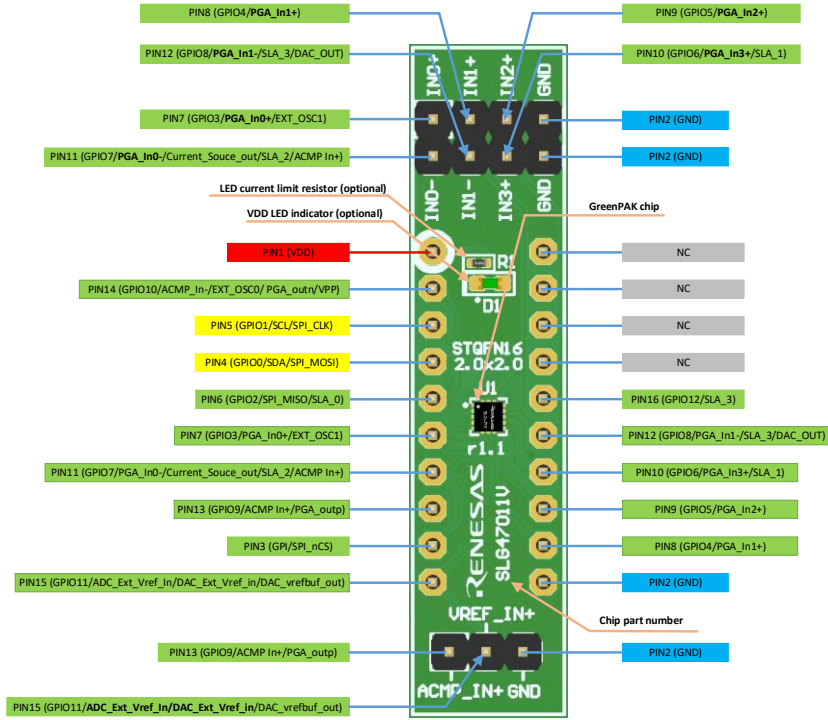 PIN8 (GPIO4/PGA_In1+)
PIN9 (GPIO5/PGA_In2+)
PIN12 (GPIO8/PGA_In1-/SLA_3/DAC_OUT)
PIN10 (GPIO6/PGA_In3+/SLA_1)
IN0+
IN1+
IN2+
GND
PIN7 (GPIO3/PGA_In0+/EXT_OSC1)
PIN2 (GND)
PIN11 (GPIO7/PGA_In0-/Current_Souce_out/SLA_2/ACMP In+)
PIN2 (GND)
IN0-
IN1-
IN3+
GND
LED current limit resistor (optional)
VDD LED indicator (optional)
GreenPAK chip
PIN1 (VDD)
R1
NC
PIN14 (GPIO10/ACMP_In-/EXT_OSC0/ PGA_outn/VPP)
D1
NC
PIN5 (GPIO1/SCL/SPI_CLK)
NC
STQFN16
2.0x2.0
PIN4 (GPIO0/SDA/SPI_MOSI)
NC
U1
PIN6 (GPIO2/SPI_MISO/SLA_0)
PIN16 (GPIO12/SLA_3)
PIN7 (GPIO3/PGA_In0+/EXT_OSC1)
r1.1
PIN12 (GPIO8/PGA_In1-/SLA_3/DAC_OUT)
PIN11 (GPIO7/PGA_In0-/Current_Souce_out/SLA_2/ACMP In+)
PIN10 (GPIO6/PGA_In3+/SLA_1)
PIN13 (GPIO9/ACMP In+/PGA_outp)
PIN9 (GPIO5/PGA_In2+)
RENESAS
SLG47011V
PIN3 (GPI/SPI_nCS)
PIN8 (GPIO4/PGA_In1+)
PIN15 (GPIO11/ADC_Ext_Vref_In/DAC_Ext_Vref_in/DAC_vrefbuf_out)
PIN2 (GND)
VREF_IN+
Chip part number
PIN13 (GPIO9/ACMP In+/PGA_outp)
PIN2 (GND)
ACMP_IN+
GND
PIN15 (GPIO11/ADC_Ext_Vref_In/DAC_Ext_Vref_in/DAC_vrefbuf_out)